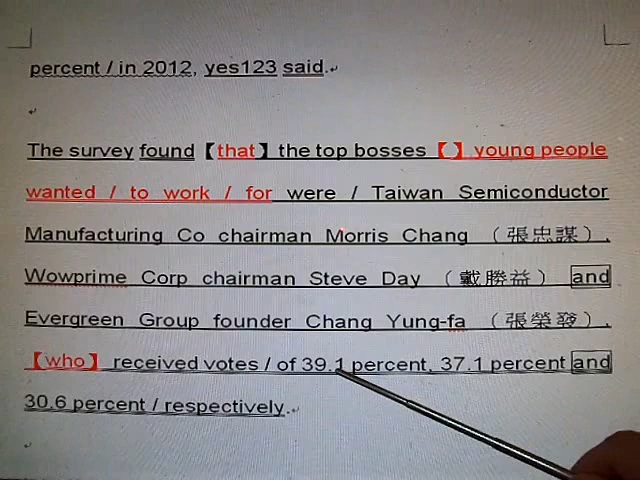 percent / in 2012, yes123 said.
The survey found 【that】 the top bosses 【 】 young people
wanted / to work / for were / Taiwan Semiconductor
Manufacturing Co chairman Morris Chang （張忠謀）,
Wowprime Corp chairman Steve Day （戴勝益） and
Evergreen Group founder Chang Yung-fa （張榮發）,
【who】 received votes / of 39.1 percent, 37.1 percent and
30.6 percent / respectively.